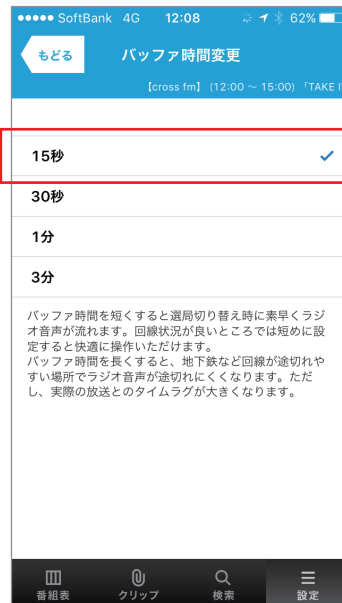 SoftBank 4G 12:08 62%
もどる バッファ時間変更
【cross fm】 (12:00 ～ 15:00) 「TAKE I
15秒
30秒
1分
3分
バッファ時間を短くすると選局切り替え時に素早くラジ
オ音声が流れます。回線状況が良いところでは短めに設
定すると快適に操作いただけます。
バッファ時間を長くすると、地下鉄など回線が途切れや
すい場所でラジオ音声が途切れにくくなります。ただ
し、実際の放送とのタイムラグが大きくなります。
番組表 クリップ 検索 設定